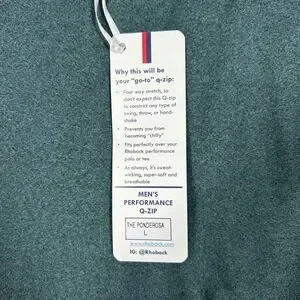 Why this will be
your "go-to" q-zip:
• Four way stretch, so
don't expect this Q-zip
to constrict any type of
swing, throw, or hand-
shake
• Prevents you from
becoming "chilly"
• Fits perfectly over your
Rhoback performance
polo or tee
• As always, it's sweat-
wicking, super-soft and
breathable
MEN'S
PERFORMANCE
Q-ZIP
THE PONDEROSA
L
www.rhoback.com
IG: @Rhoback